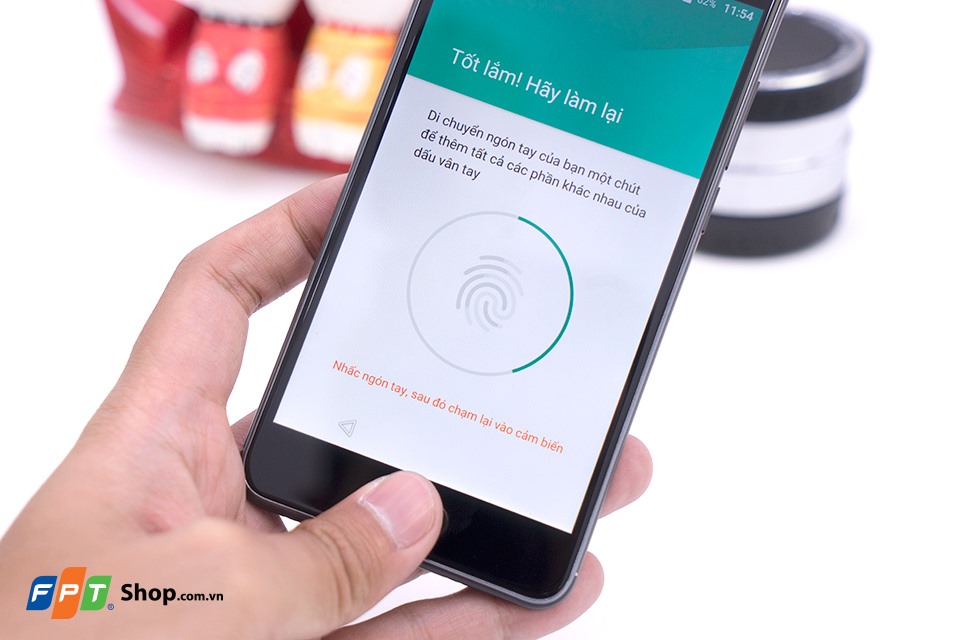 62% 11:54
Tốt lắm! Hãy làm lại
Di chuyển ngón tay của bạn một chút
để thêm tất cả các phần khác nhau của
dấu vân tay
Nhấc ngón tay, sau đó chạm lại vào cảm biến
FPT® Shop.com.vn